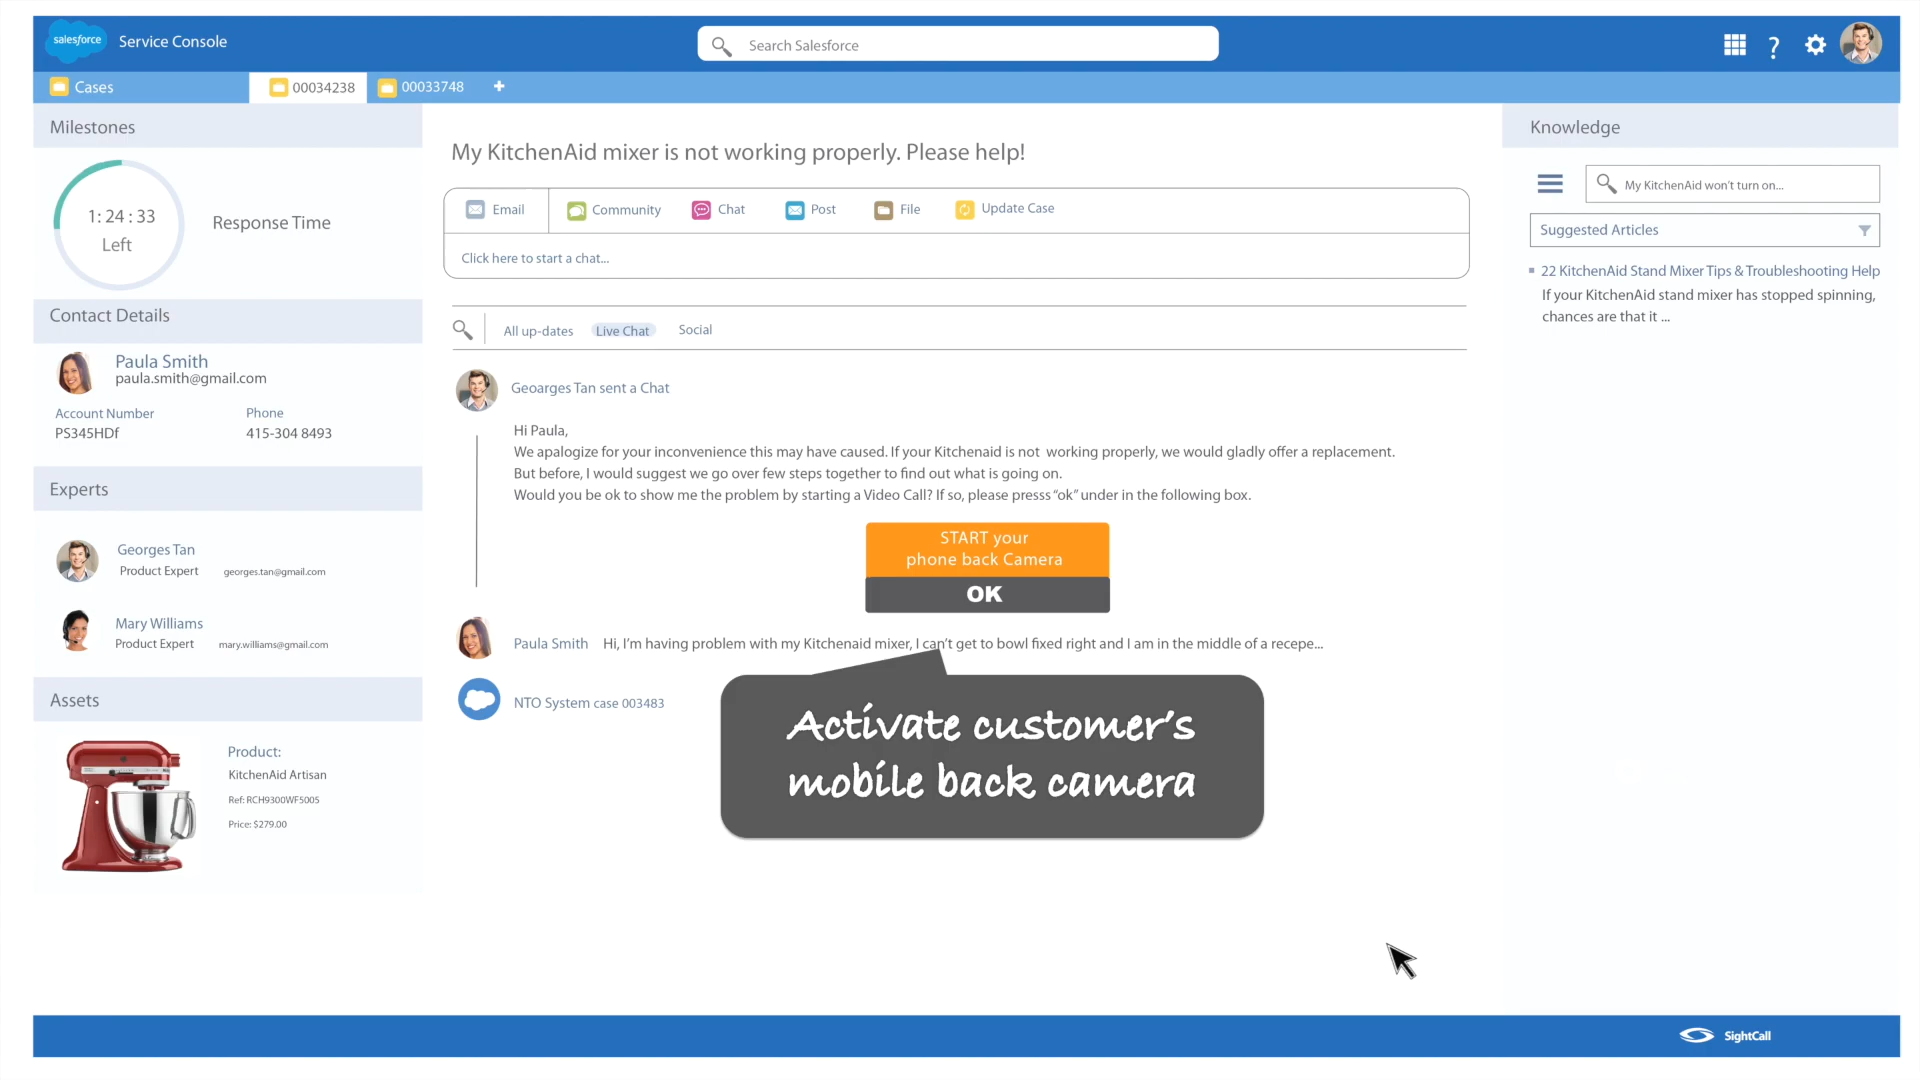 salesforce
Service Console
Search Salesforce
?
Cases
00034238
00033748
+
Milestones
1: 24 : 33
Left
Response Time
Contact Details
Paula Smith
paula.smith@gmail.com
Account Number
Phone
PS345HDf
415-304 8493
Experts
Georges Tan
Product Expert
georges.tan@gmail.com
Mary Williams
Product Expert
mary.williams@gmail.com
Assets
Product:
KitchenAid Artisan
Ref: RCH9300WF5005
Price: $279.00
My KitchenAid mixer is not working properly. Please help!
Email
Community
Chat
Post
File
Update Case
Click here to start a chat...
All up-dates
Live Chat
Social
Geoarges Tan sent a Chat
Hi Paula,
We apalogize for your inconvenience this may have caused. If your Kitchenaid is not working properly, we would gladly offer a replacement.
But before, I would suggest we go over few steps together to find out what is going on.
Would you be ok to show me the problem by starting a Video Call? If so, please presss “ok” under in the following box.
START your
phone back Camera
OK
Paula Smith
Hi, I’m having problem with my Kitchenaid mixer, I can’t get to bowl fixed right and I am in the middle of a recepe...
NTO System case 003483
Activate customer’s
mobile back camera
Knowledge
My KitchenAid won’t turn on...
Suggested Articles
22 KitchenAid Stand Mixer Tips & Troubleshooting Help
If your KitchenAid stand mixer has stopped spinning,
chances are that it ...
SightCall